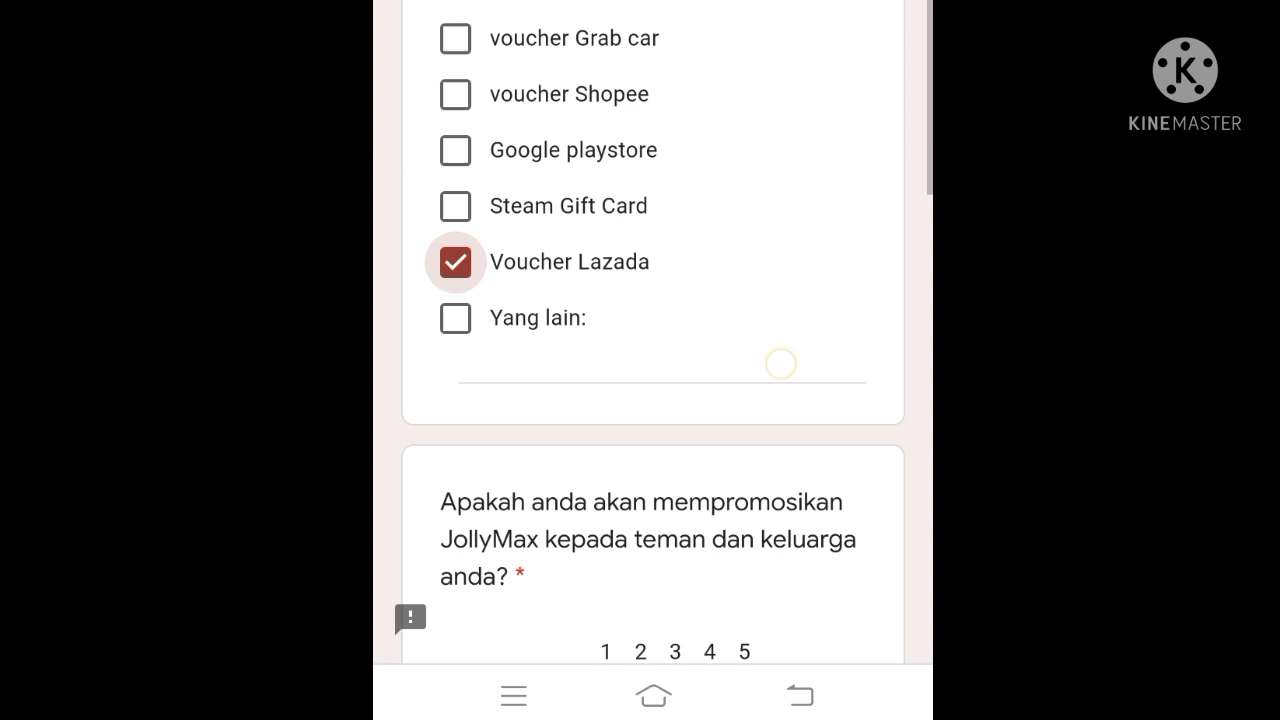 voucher Grab car
voucher Shopee
Google playstore
Steam Gift Card
Voucher Lazada
Yang lain:
Apakah anda akan mempromosikan
JollyMax kepada teman dan keluarga
anda? *
1 2 3 4 5
K
KINEMASTER